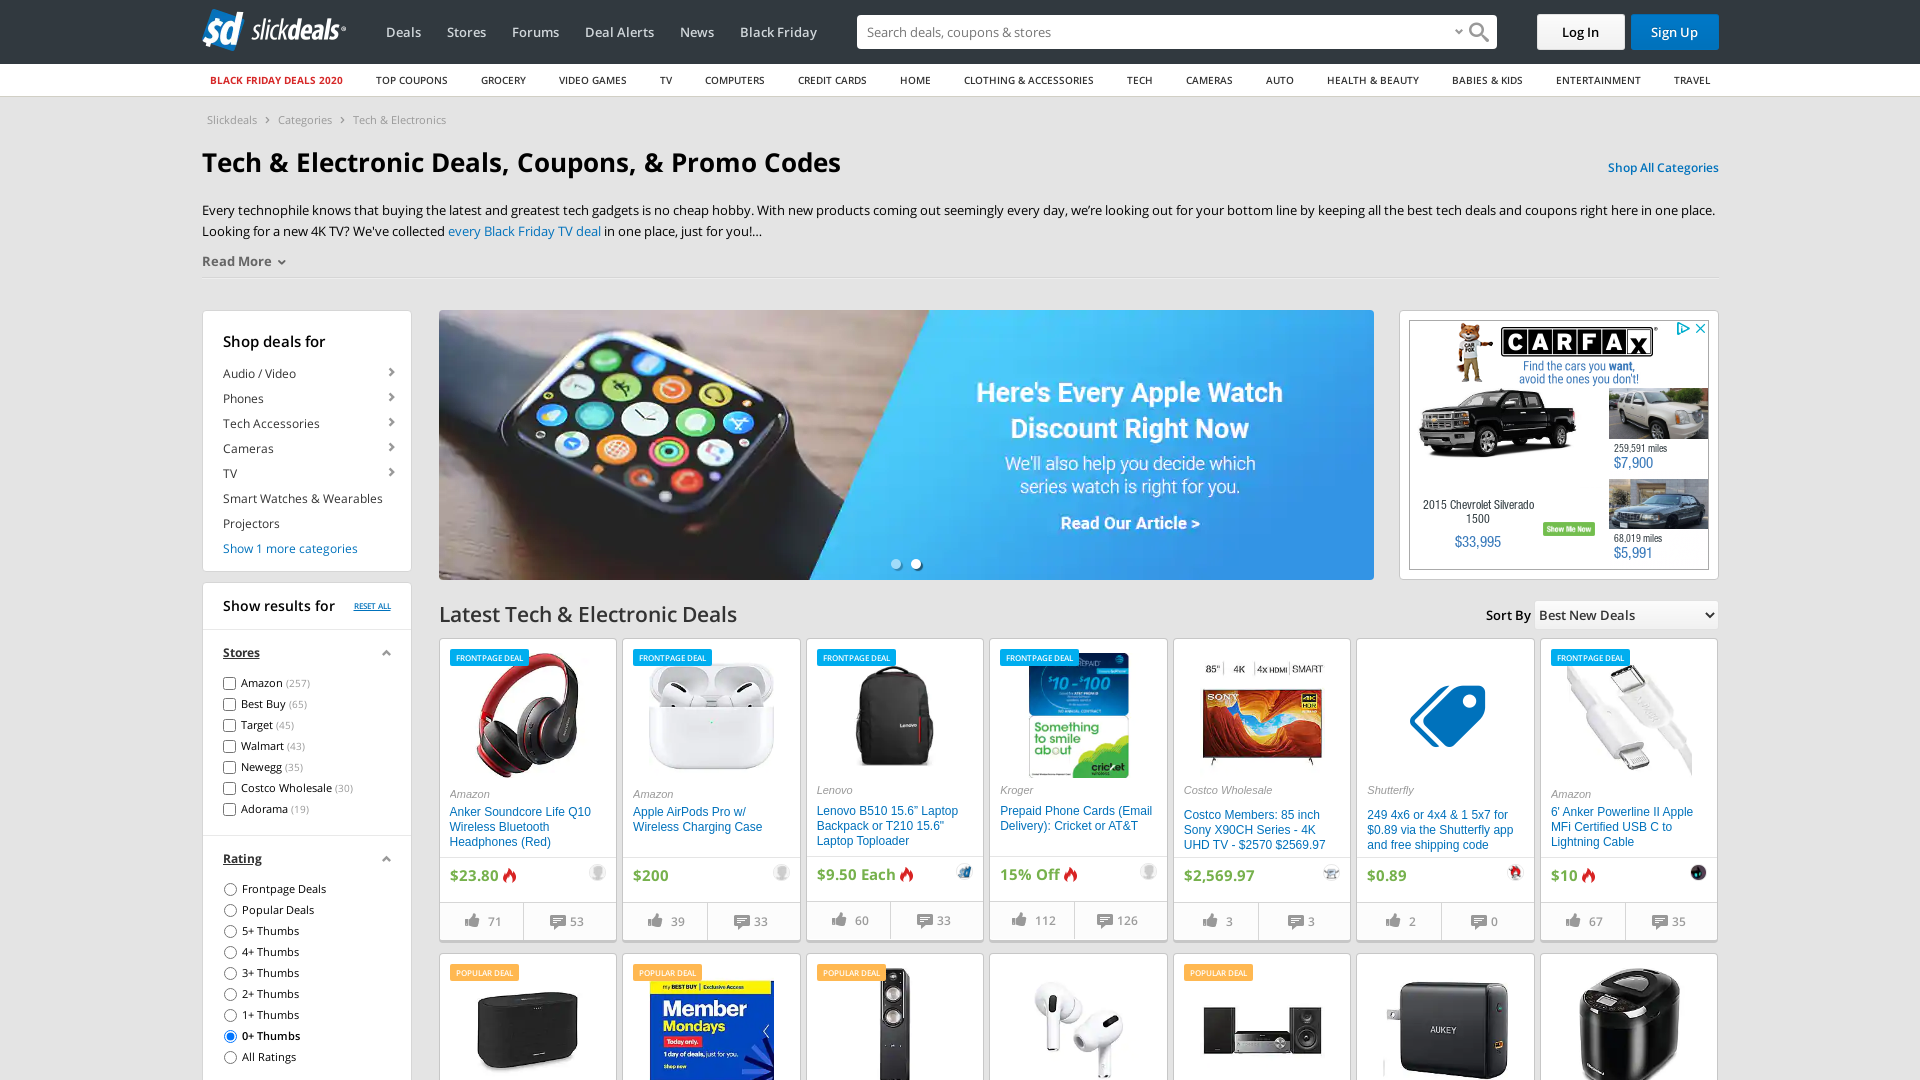 sd slickdeals
Deals
Stores
Forums
Deal Alerts
News
Black Friday
Search deals, coupons & stores
Log In
Sign Up
BLACK FRIDAY DEALS 2020
TOP COUPONS
GROCERY
VIDEO GAMES
TV
COMPUTERS
CREDIT CARDS
HOME
CLOTHING & ACCESSORIES
TECH
CAMERAS
AUTO
HEALTH & BEAUTY
BABIES & KIDS
ENTERTAINMENT
TRAVEL
Slickdeals > Categories > Tech & Electronics
Tech & Electronic Deals, Coupons, & Promo Codes
Shop All Categories
Every technophile knows that buying the latest and greatest tech gadgets is no cheap hobby. With new products coming out seemingly every day, we’re looking out for your bottom line by keeping all the best tech deals and coupons right here in one place.
Looking for a new 4K TV? We've collected every Black Friday TV deal in one place, just for you!…
Read More
Shop deals for
Audio / Video
Phones
Tech Accessories
Cameras
TV
Smart Watches & Wearables
Projectors
Show 1 more categories
Here's Every Apple Watch
Discount Right Now
We'll also help you decide which
series watch is right for you.
Read Our Article >
CAR
FOX
CARFAX
Find the cars you want,
avoid the ones you don't!
259,591 miles
$7,900
2015 Chevrolet Silverado
1500
$33,995
Show Me Now
68,019 miles
$5,991
Show results for
RESET ALL
Stores
Amazon (257)
Best Buy (65)
Target (45)
Walmart (43)
Newegg (35)
Costco Wholesale (30)
Adorama (19)
Rating
Frontpage Deals
Popular Deals
5+ Thumbs
4+ Thumbs
3+ Thumbs
2+ Thumbs
1+ Thumbs
0+ Thumbs
All Ratings
Latest Tech & Electronic Deals
Sort By
Best New Deals
FRONTPAGE DEAL
Amazon
Anker Soundcore Life Q10
Wireless Bluetooth
Headphones (Red)
$23.80
71
53
FRONTPAGE DEAL
Amazon
Apple AirPods Pro w/
Wireless Charging Case
$200
39
33
FRONTPAGE DEAL
Lenovo
Lenovo
Lenovo B510 15.6” Laptop
Backpack or T210 15.6"
Laptop Toploader
$9.50 Each
60
33
FRONTPAGE DEAL
$10 - $100
Something
to smile
about
cricket
Kroger
Prepaid Phone Cards (Email
Delivery): Cricket or AT&T
15% Off
112
126
85"
4K
4x HDMI
SMART
SONY
4K
HDR
Costco Wholesale
Costco Members: 85 inch
Sony X90CH Series - 4K
UHD TV - $2570 $2569.97
$2,569.97
3
3
Shutterfly
249 4x6 or 4x4 & 1 5x7 for
$0.89 via the Shutterfly app
and free shipping code
$0.89
2
0
FRONTPAGE DEAL
Amazon
6' Anker Powerline II Apple
MFi Certified USB C to
Lightning Cable
$10
67
35
POPULAR DEAL
POPULAR DEAL
my BEST BUY | Exclusive Access
Member
Mondays
Today only.
1 day of deals, just for you.
Shop now
POPULAR DEAL
POPULAR DEAL
AUKEY